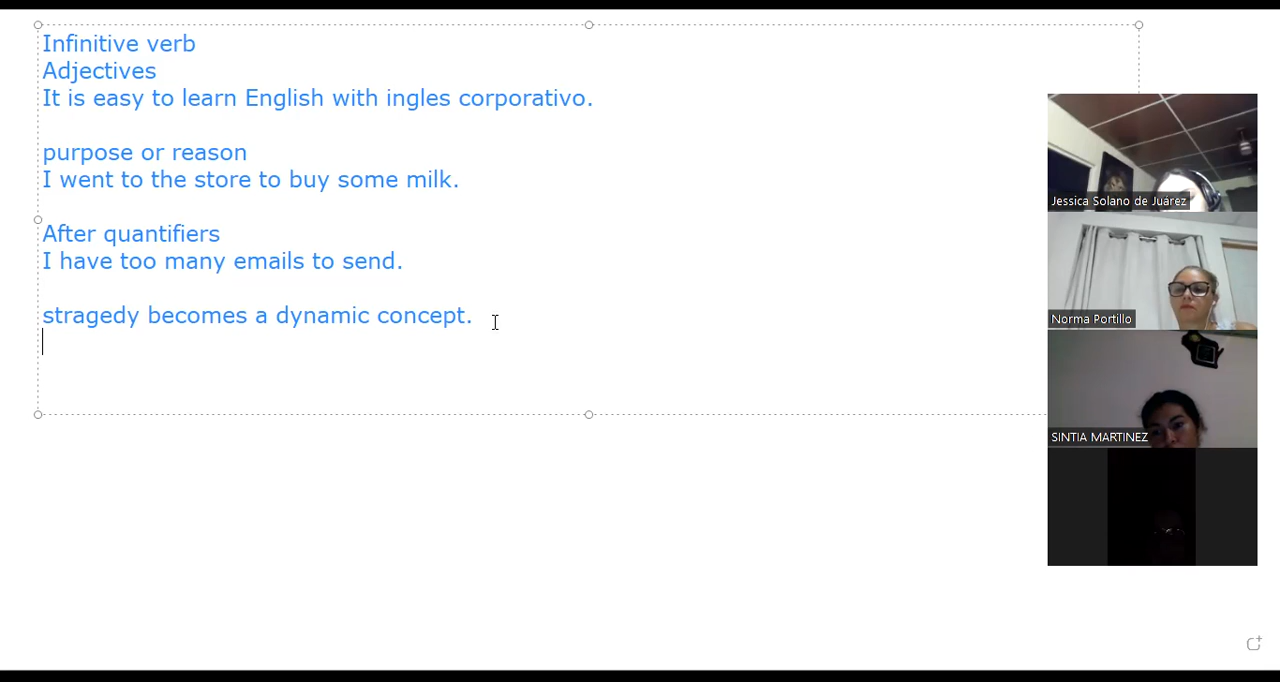 Infinitive verb
Adjectives
It is easy to learn English with ingles corporativo.
purpose or reason
I went to the store to buy some milk.
After quantifiers
I have too many emails to send.
stragedy becomes a dynamic concept.
Jessica Solano de Juárez
Norma Portillo
SINTIA MARTINEZ